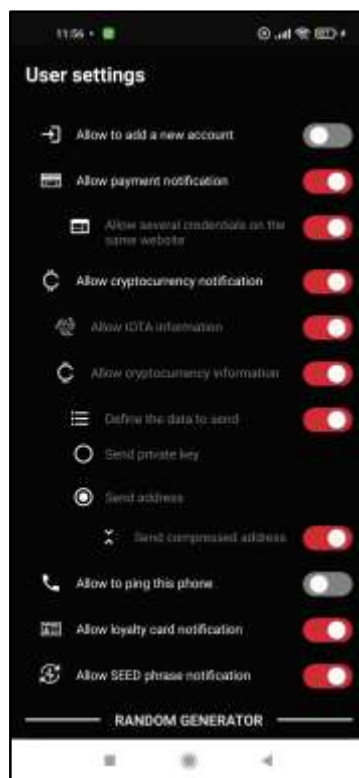 11:56
User settings
Allow to add a new account
Allow payment notification
Allow several credentials on the
same website
Allow cryptocurrency notification
Allow IOTA information
Allow cryptocurrency information
Define the data to send
Send private key
Send address
Send compressed address
Allow to ping this phone
Allow loyalty card notification
Allow SEED phrase notification
RANDOM GENERATOR